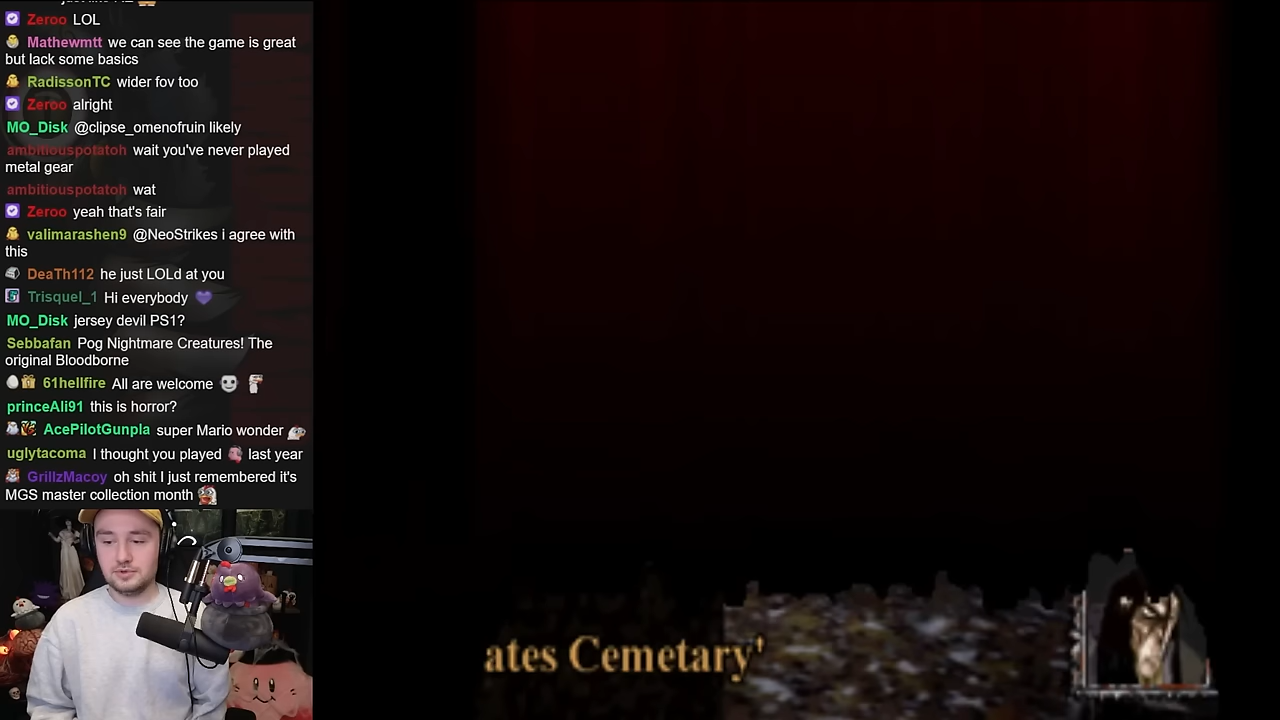 Zeroo LOL
Mathewmtt we can see the game is great
but lack some basics
RadissonTC wider fov too
Zeroo alright
MO_Disk @clipse_omenofruin likely
ambitiouspotatoh wait you've never played
metal gear
ambitiouspotatoh wat
Zeroo yeah that's fair
valimarashen9 @NeoStrikes i agree with
this
DeaTh112 he just LOLd at you
Trisquel_1 Hi everybody
MO_Disk jersey devil PS1?
Sebbafan Pog Nightmare Creatures! The
original Bloodborne
61hellfire All are welcome
princeAli91 this is horror?
AcePilotGunpla super Mario wonder
uglytacoma I thought you played last year
GrillzMacoy oh shit I just remembered it's
MGS master collection month
ates Cemetary'